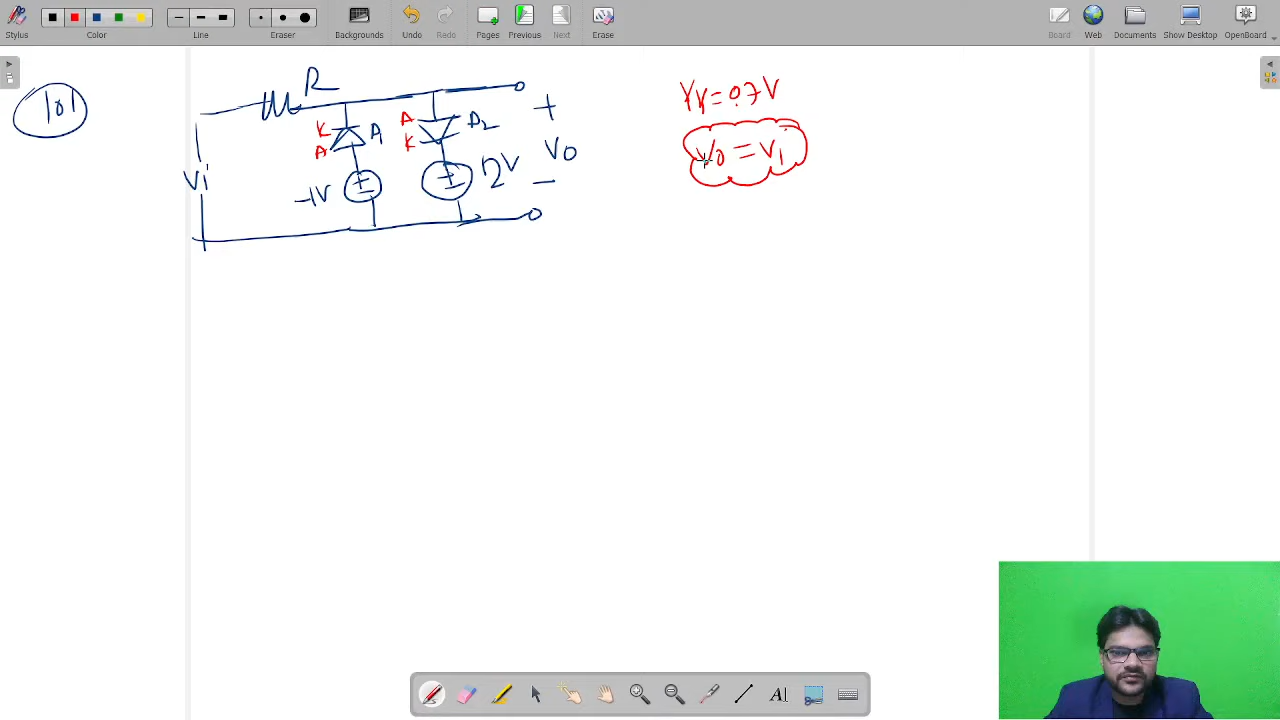 Stylus
Color
Line
Eraser
Backgrounds
Undo
Redo
Pages
Previous
Next
Erase
Board
Web
Documents
Show Desktop
OpenBoard
101
R
Vi
K
A
D1
-1V
A
K
D2
2V
+
Vo
-
Vγ = 0.7V
Vo = Vi